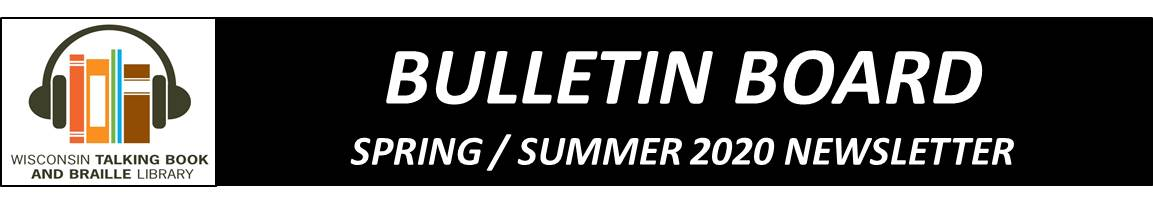 WISCONSIN TALKING BOOK
AND BRAILLE LIBRARY
BULLETIN BOARD
SPRING / SUMMER 2020 NEWSLETTER